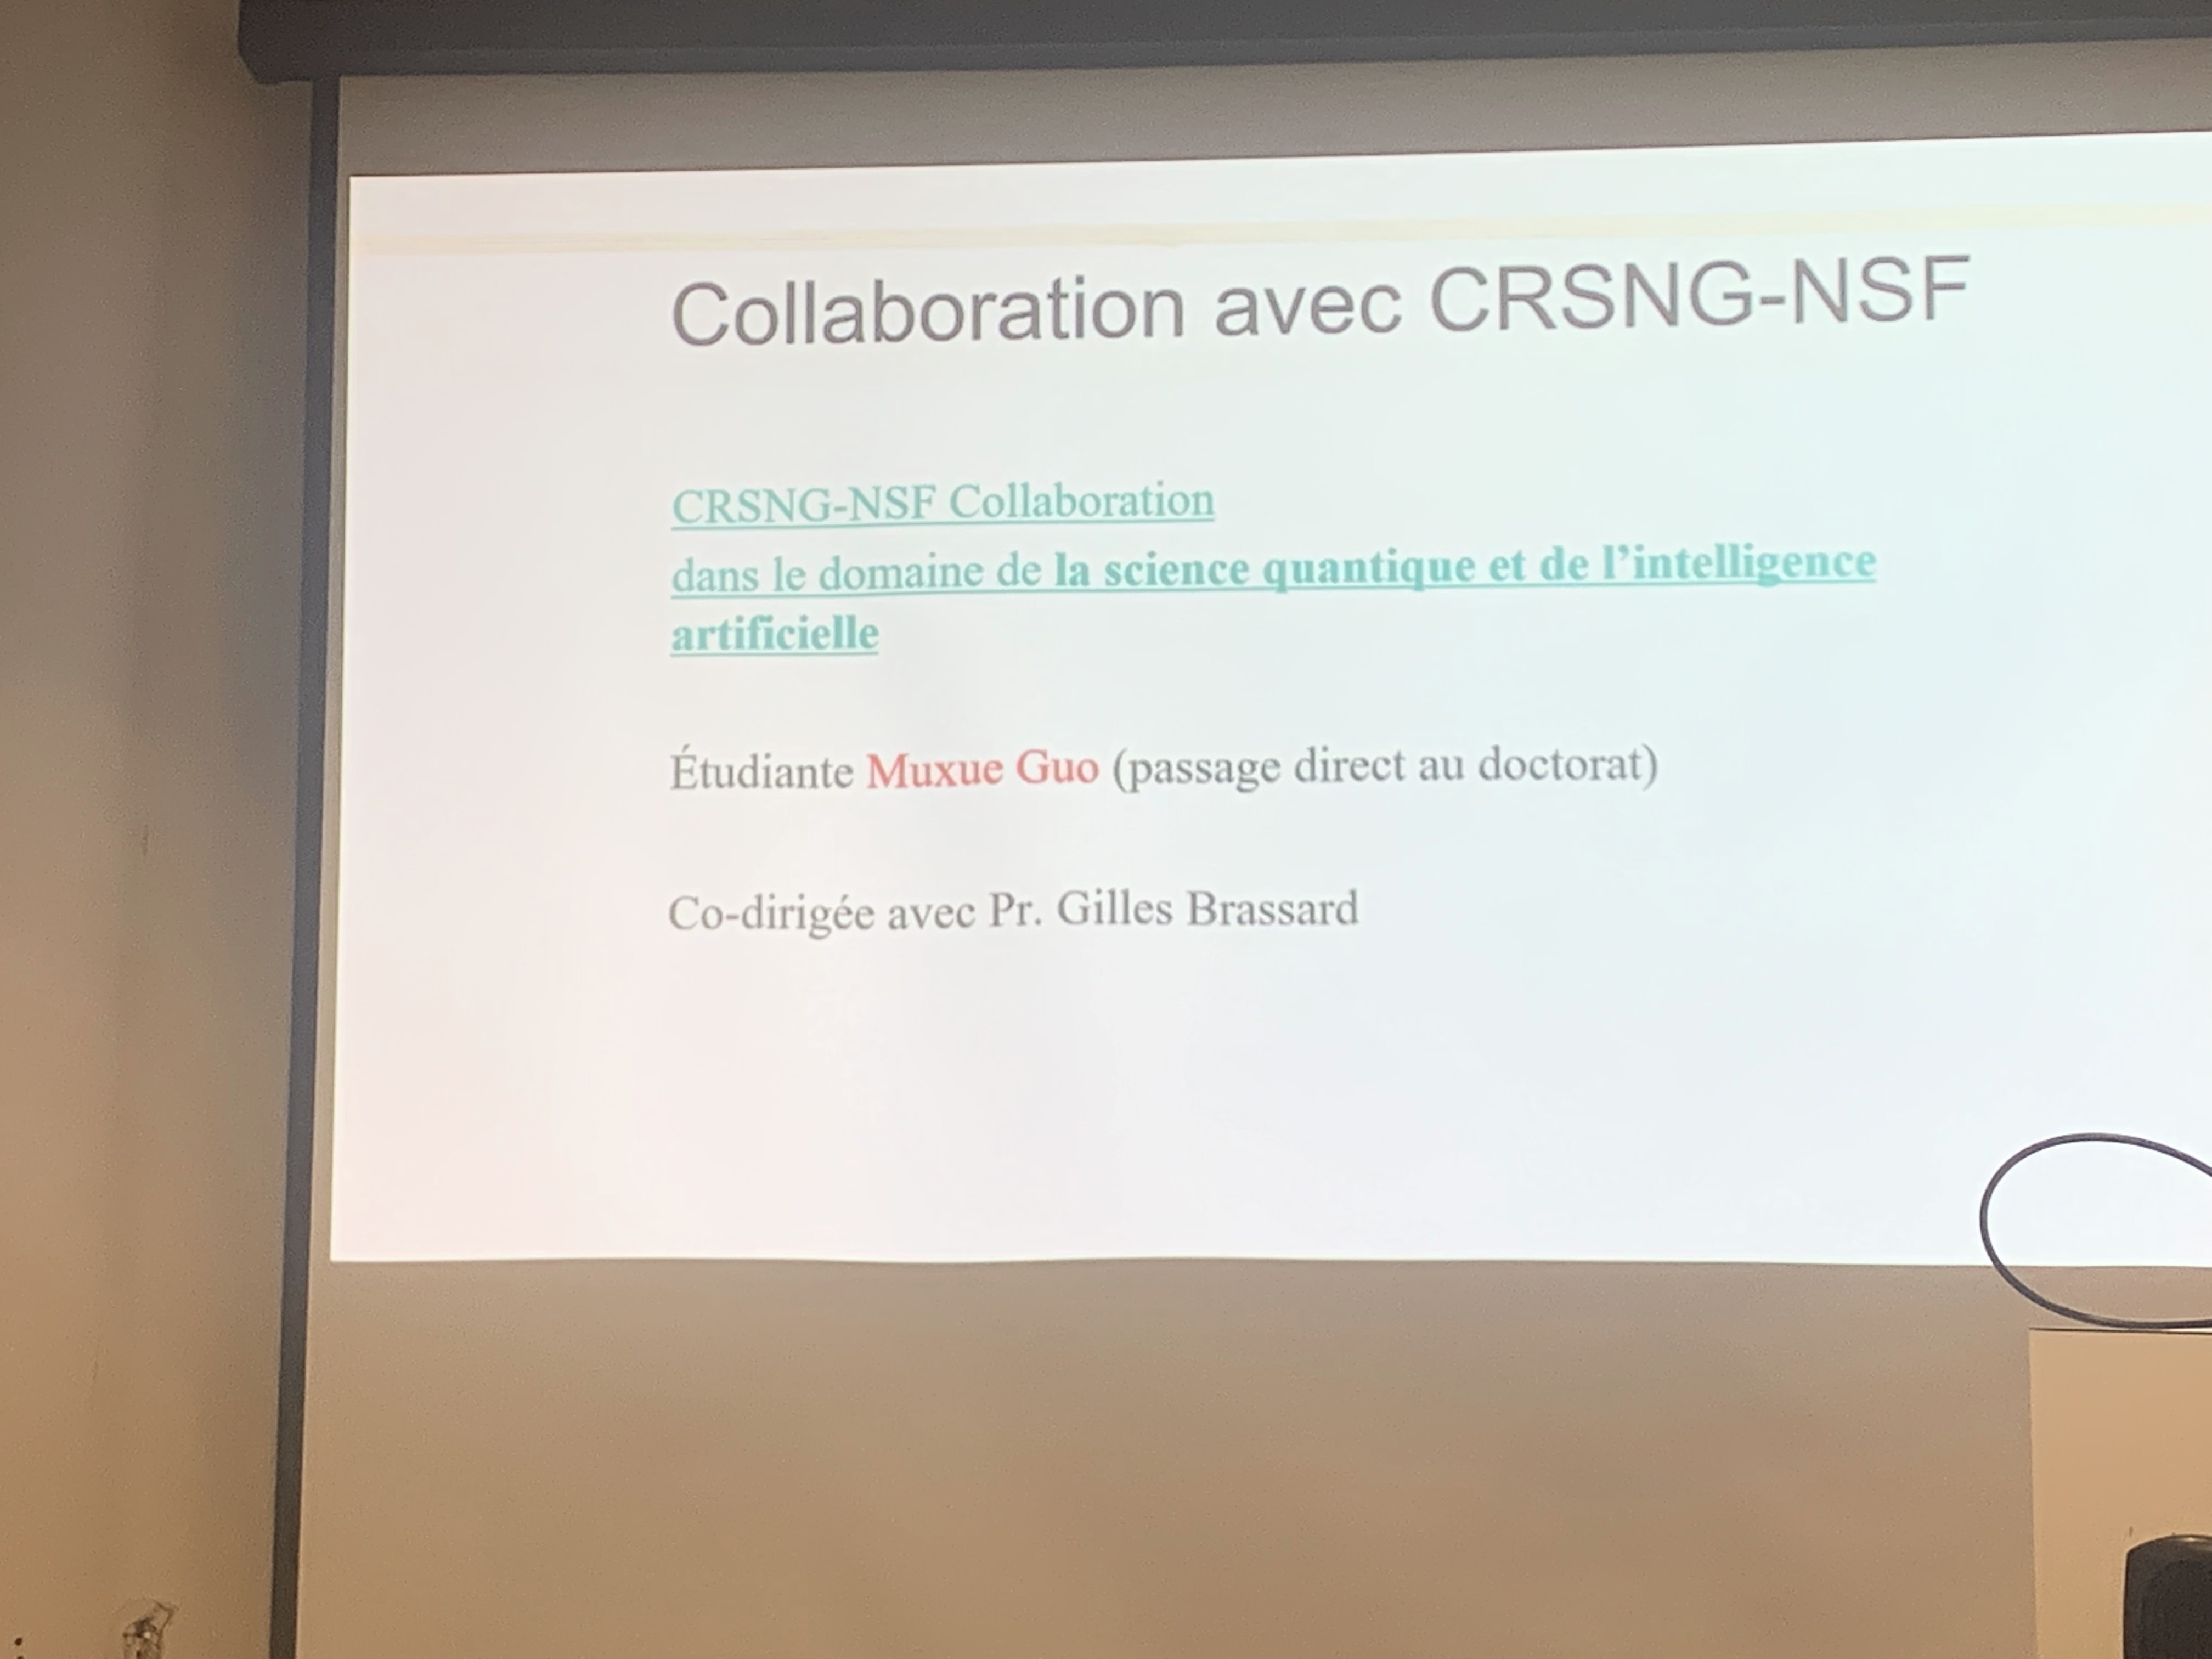 Collaboration avec CRSNG-NSF
CRSNG-NSF Collaboration
dans le domaine de la science quantique et de l'intelligence
artificielle
Étudiante Muxue Guo (passage direct au doctorat)
Co-dirigée avec Pr. Gilles Brassard